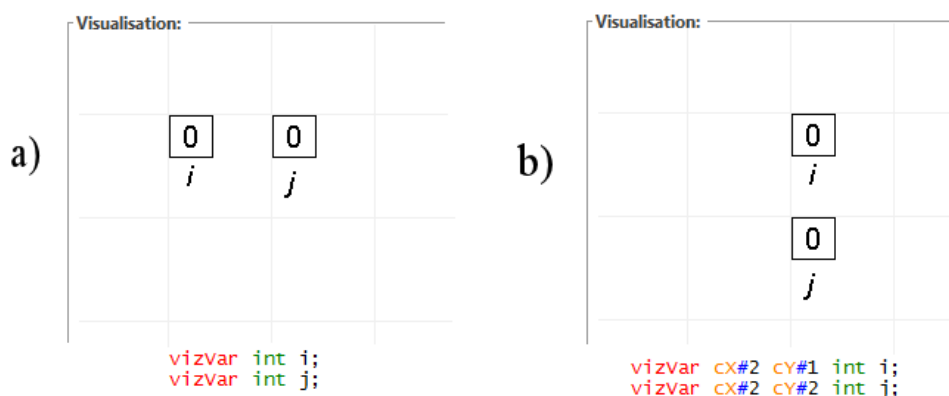 Visualisation:
a)
0 0
i j
vizVar int i;
vizVar int j;
Visualisation:
b)
0
i
0
j
vizVar cX#2 cY#1 int i;
vizVar cX#2 cY#2 int j;